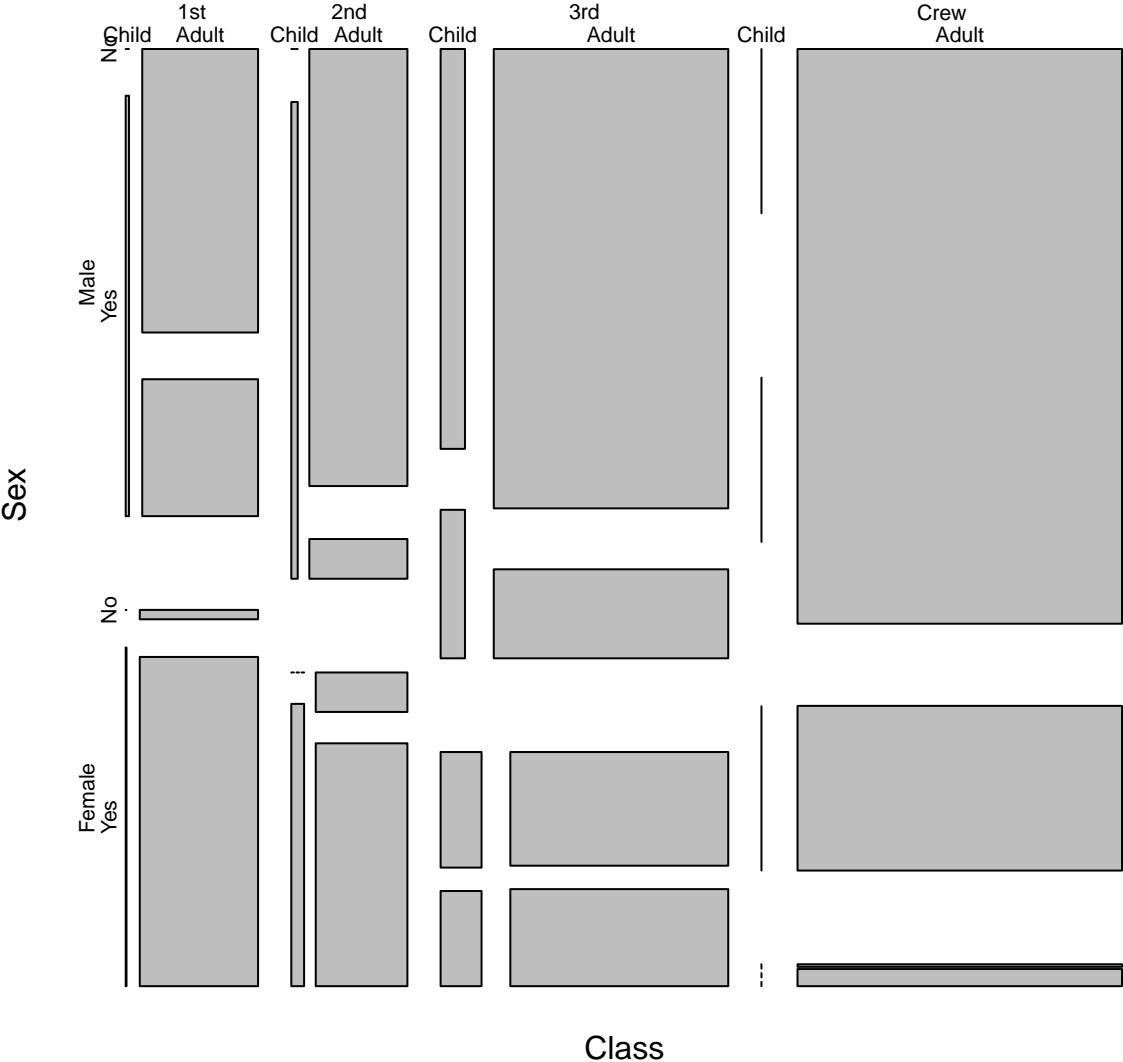 1st 2nd 3rd Crew
Child Adult Child Adult Child Adult Child Adult
No
Male
Yes
No
Female
Yes
Sex
Class